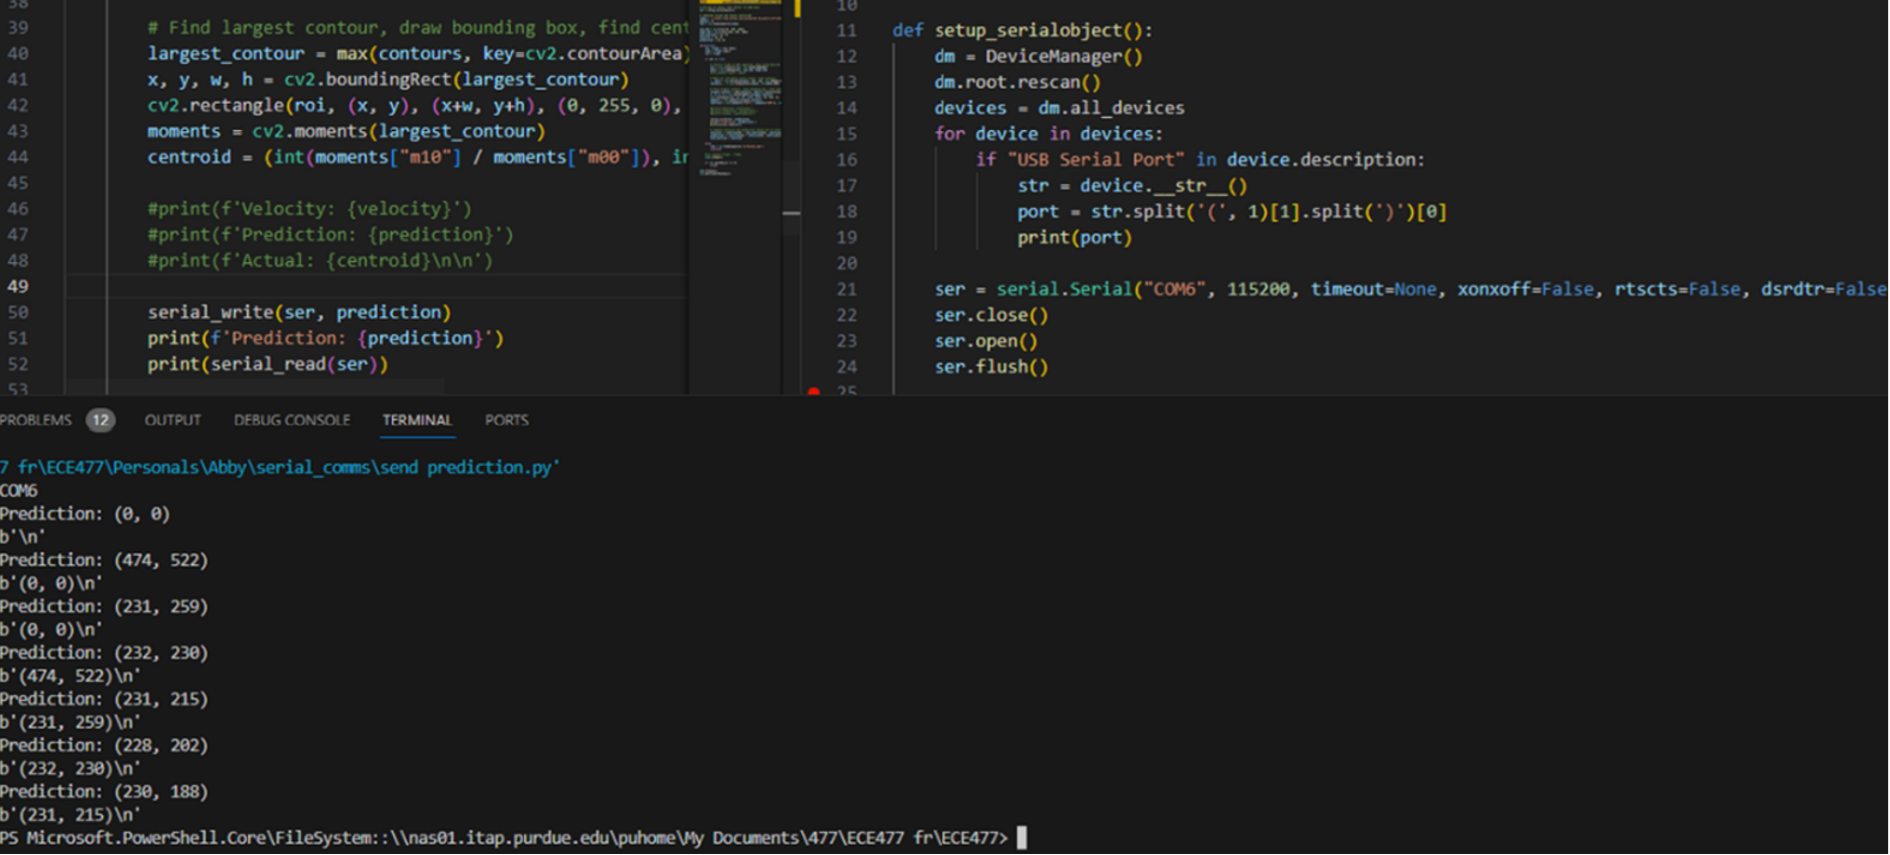 38
39 # Find largest contour, draw bounding box, find cent
40 largest_contour = max(contours, key=cv2.contourArea)
41 x, y, w, h = cv2.boundingRect(largest_contour)
42 cv2.rectangle(roi, (x, y), (x+w, y+h), (0, 255, 0),
43 moments = cv2.moments(largest_contour)
44 centroid = (int(moments["m10"] / moments["m00"]), in
45
46 #print(f'Velocity: {velocity}')
47 #print(f'Prediction: {prediction}')
48 #print(f'Actual: {centroid}\n\n')
49
50 serial_write(ser, prediction)
51 print(f'Prediction: {prediction}')
52 print(serial_read(ser))
53
10
11 def setup_serialobject():
12 dm = DeviceManager()
13 dm.root.rescan()
14 devices = dm.all_devices
15 for device in devices:
16 if "USB Serial Port" in device.description:
17 str = device.__str__()
18 port = str.split('(', 1)[1].split(')')[0]
19 print(port)
20
21 ser = serial.Serial("COM6", 115200, timeout=None, xonxoff=False, rtscts=False, dsrdtr=False
22 ser.close()
23 ser.open()
24 ser.flush()
25
PROBLEMS 12 OUTPUT DEBUG CONSOLE TERMINAL PORTS
7 fr\ECE477\Personals\Abby\serial_comms\send prediction.py'
COM6
Prediction: (0, 0)
b'\n'
Prediction: (474, 522)
b'(0, 0)\n'
Prediction: (231, 259)
b'(0, 0)\n'
Prediction: (232, 230)
b'(474, 522)\n'
Prediction: (231, 215)
b'(231, 259)\n'
Prediction: (228, 202)
b'(232, 230)\n'
Prediction: (230, 188)
b'(231, 215)\n'
PS Microsoft.PowerShell.Core\FileSystem::\\nas01.itap.purdue.edu\puhome\My Documents\477\ECE477 fr\ECE477>